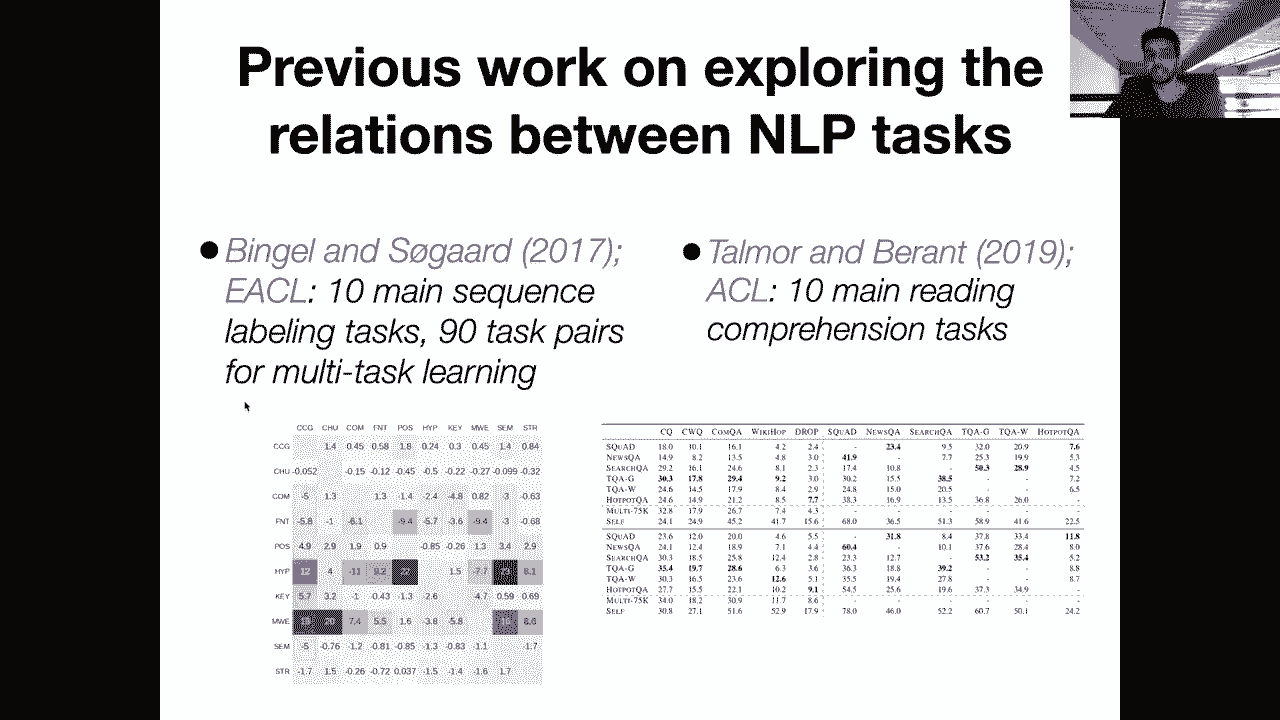 Previous work on exploring the
relations between NLP tasks
● Bingel and Søgaard (2017);
EACL: 10 main sequence
labeling tasks, 90 task pairs
for multi-task learning
● Talmor and Berant (2019);
ACL: 10 main reading
comprehension tasks
CCG CHU COM FNT POS HYP KEY MWE SEM STR
CCG 1.4 0.45 0.58 1.8 0.24 0.3 0.45 1.4 0.84
CHU -0.052 -0.15 -0.12 -0.45 -0.5 -0.22 -0.27 -0.099 -0.32
COM -5 1.3 1.3 -1.4 -4.4 -4.8 0.82 -0.63
FNT -5.8 -1 -6.1 -9.4 -5.7 -3.6 -9.4 -0.68
POS 4.9 2.9 1.9 0.9 -0.85 -0.26 1.3 3.4 2.9
HYP 12 -11 1.5 -7.7 8.1
KEY 5.7 -1 0.43 1.3 2.6 -4.7 0.59 0.69
MWE 7.4 5.5 1.6 -3.8 -5.8 6.6
SEM -5 -0.76 -1.2 -0.81 -0.85 -1.3 -0.83 -1.1 -1.7
STR -1.7 1.5 -0.26 -0.72 0.037 -1.5 -1.4 -1.6 1.7
CQ CWQ COMQA WIKIHOP DROP SQUAD NEWSQA SEARCHQA TQA-G TQA-W HOTPOTQA
SQUAD 18.0 10.1 16.1 4.2 2.4 - 23.4 9.5 32.0 20.9 7.6
NEWSQA 14.9 8.2 13.5 4.8 3.0 41.9 - 7.7 25.3 19.9 5.3
SEARCHQA 29.2 16.1 24.6 8.1 2.3 17.4 10.8 - 50.3 28.9 4.5
TQA-G 30.3 17.8 29.4 9.2 3.0 30.2 15.5 38.5 - - 7.2
TQA-W 24.6 14.5 17.9 8.4 2.9 24.8 15.0 20.5 - - 6.5
HOTPOTQA 24.6 14.9 21.2 8.5 7.7 38.3 16.9 13.5 36.8 26.0 -
MULTI-75K 32.8 17.9 26.7 7.4 4.3 - - - - - -
SELF 24.1 24.9 45.2 41.7 15.6 68.0 36.5 51.3 58.9 41.6 22.5
SQUAD 23.6 12.0 20.0 4.6 5.5 - 31.8 8.4 37.8 33.4 11.8
NEWSQA 24.1 12.4 18.9 7.1 4.4 60.4 - 10.1 37.6 28.4 8.0
SEARCHQA 30.3 18.5 25.8 12.4 2.8 23.3 12.7 - 53.2 35.4 5.2
TQA-G 35.4 19.7 28.6 6.3 3.6 36.3 18.8 39.2 - - 8.8
TQA-W 30.3 16.5 23.6 12.6 5.1 35.5 19.4 27.8 - - 8.7
HOTPOTQA 27.7 15.5 22.1 10.2 9.1 54.5 25.6 19.6 37.3 34.9 -
MULTI-75K 34.0 18.2 30.9 11.7 8.6 - - - - - -
SELF 30.8 27.1 51.6 52.9 17.9 78.0 46.0 52.2 60.7 50.1 24.2